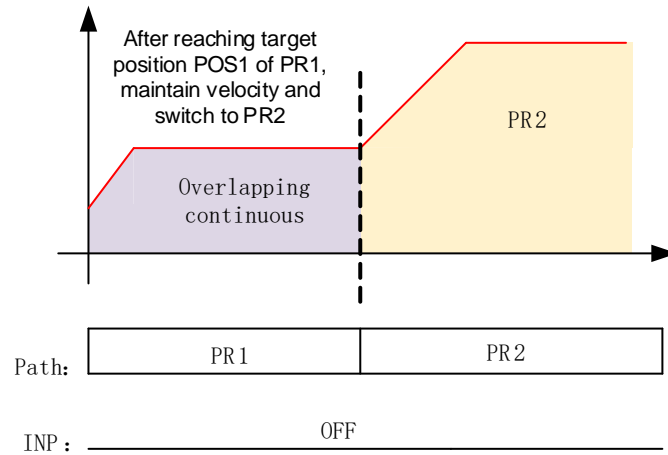 After reaching target
position POS1 of PR1,
maintain velocity and
switch to PR2
PR2
Overlapping
continuous
Path: PR1 PR2
INP: OFF